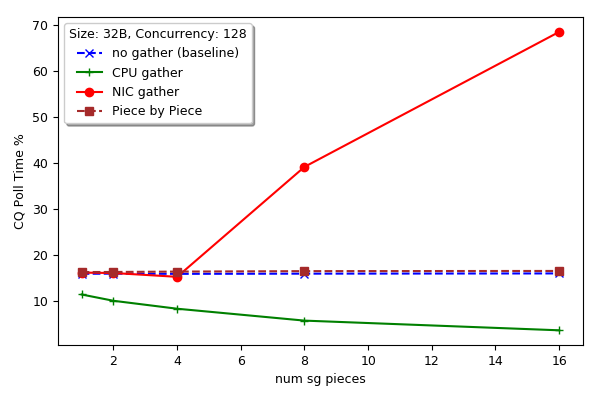 Size: 32B, Concurrency: 128
no gather (baseline)
CPU gather
NIC gather
Piece by Piece
CQ Poll Time %
70
60
50
40
30
20
10
2 4 6 8 10 12 14 16
num sg pieces